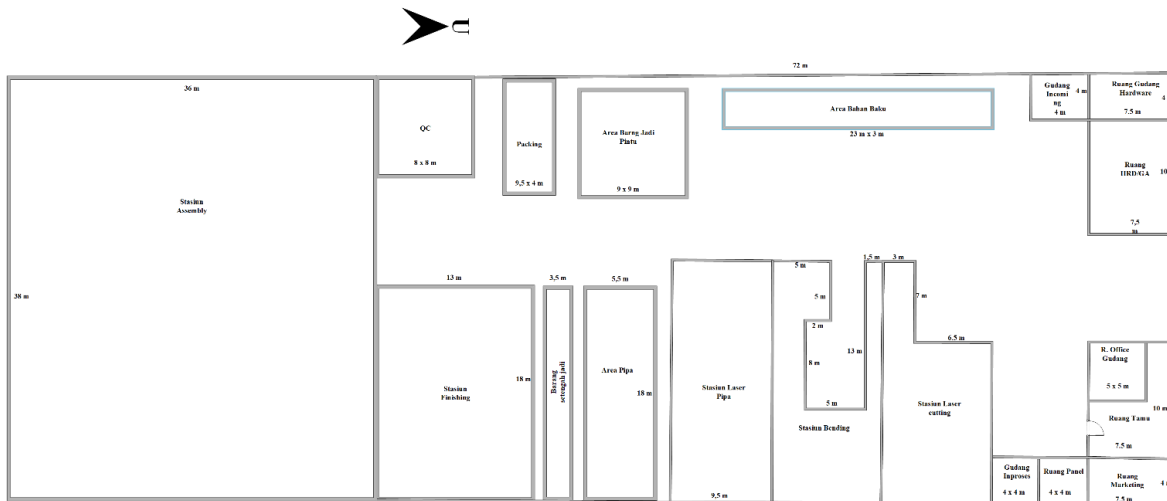 U
72 m
36 m
Stasiun
Assembly
38 m
QC
8 x 8 m
Packing
9,5 x 4 m
Area Barng Jadi
Pintu
9 x 9 m
Area Bahan Baku
23 m x 3 m
Gudang
Incomi
ng
4 m
4 m
Ruang Gudang
Hardware
7.5 m
4
Ruang
HRD/GA
10
7,5
m
13 m
Stasiun
Finishing
18 m
3,5 m
Barang
setengah jadi
5,5 m
Area Pipa
18 m
Stasiun Laser
Pipa
9,5 m
5 m
5 m
2 m
8 m
13 m
5 m
Stasiun Bending
1,5 m
3 m
7 m
6.5 m
Stasiun Laser
cutting
R. Office
Gudang
5 x 5 m
Ruang Tamu
10 m
7.5 m
Gudang
Inproses
4 x 4 m
Ruang Panel
4 x 4 m
Ruang
Marketing
7.5 m
4